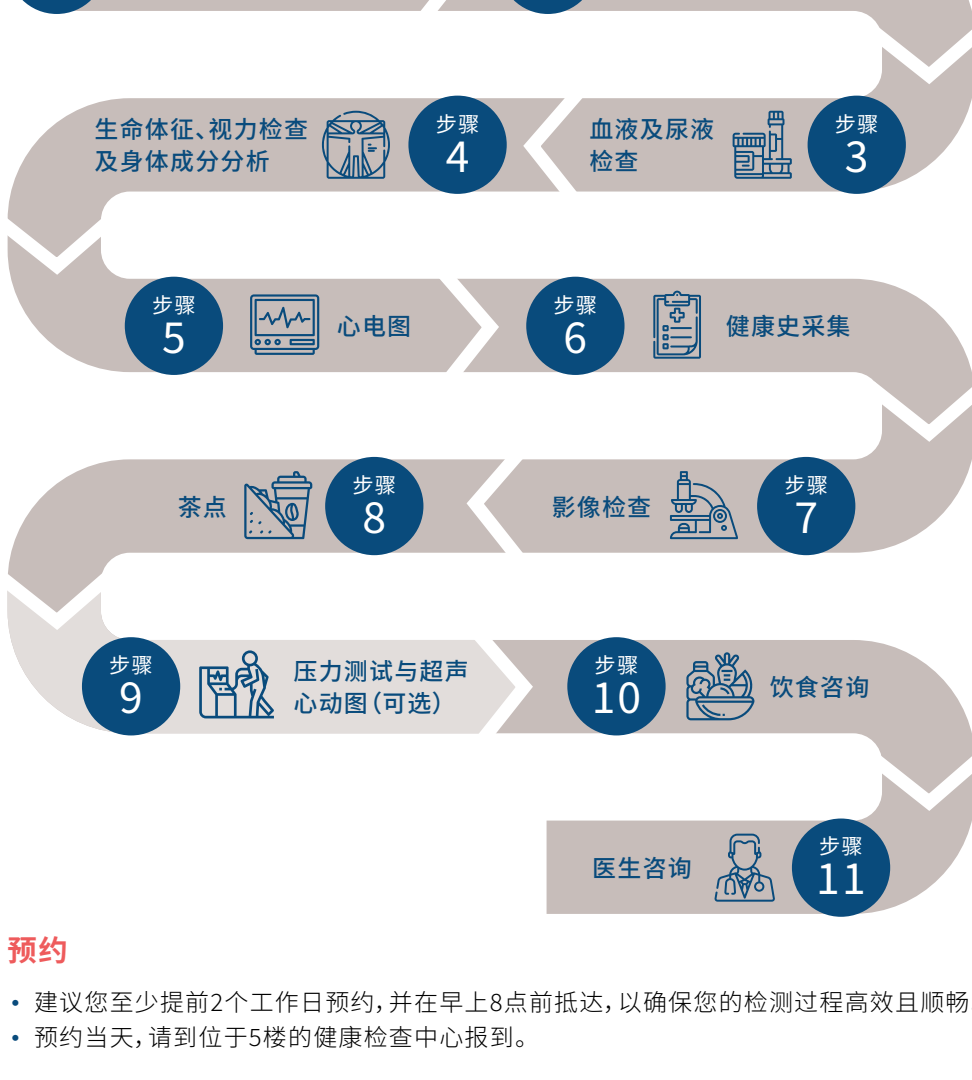 步骤
3
血液及尿液
检查
步骤
4
生命体征、视力检查
及身体成分分析
步骤
5
心电图
步骤
6
健康史采集
步骤
7
影像检查
步骤
8
茶点
步骤
9
压力测试与超声
心动图(可选)
步骤
10
饮食咨询
步骤
11
医生咨询
预约
• 建议您至少提前2个工作日预约,并在早上8点前抵达,以确保您的检测过程高效且顺畅
• 预约当天,请到位于5楼的健康检查中心报到。